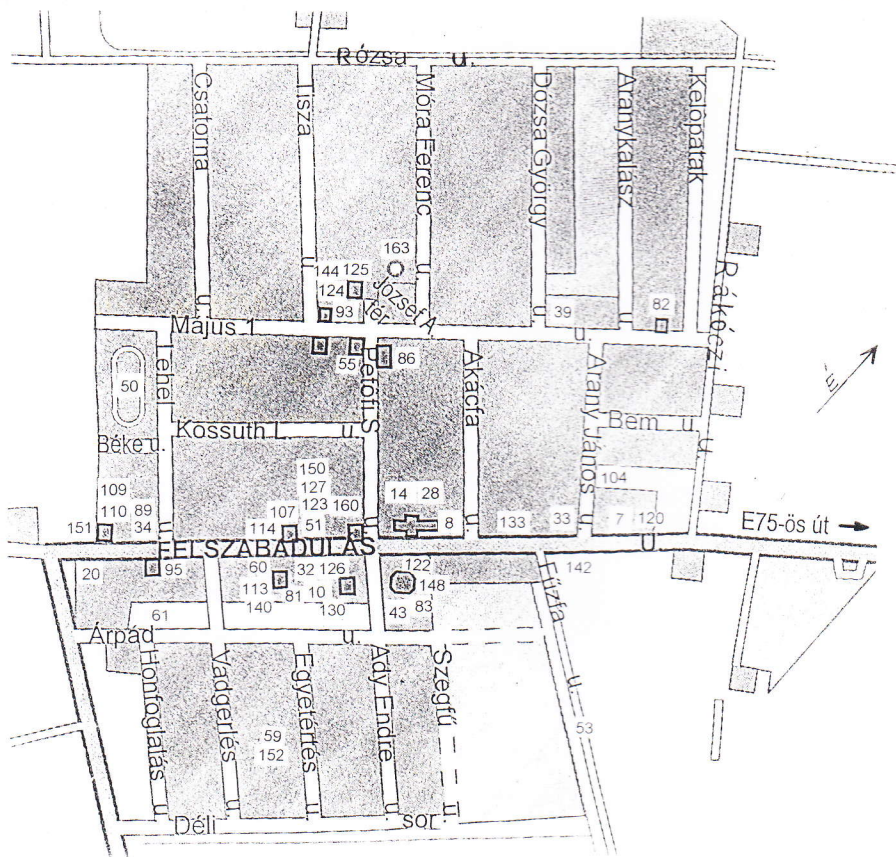 Rózsa u.
Csatorna u.
Tisza u.
Móra Ferenc u.
Dózsa György u.
Aranykalász u.
Kelőpatak
Rákóczi u.
163
144 125
124
József A. tér
93
39
82
Május 1 u.
É
Lehel u.
50
55
Petőfi S. u.
86
Akácfa u.
Arany János u.
Bem u.
Kossuth L. u.
Béke u.
104
109
110 89
151 34
150
127
107 123 160
114 51
14 28
8
133
33
7 120
E75-ös út
FELSZABADULÁS U.
20
95
60 32 126
113 81 10
140 130
122
148
43 83
142
Fűzfa u.
61
Árpád u.
Honfoglalás u.
Vadgerlés u.
Egyetértés u.
Ady Endre u.
Szegfű u.
59
152
53
Déli sor